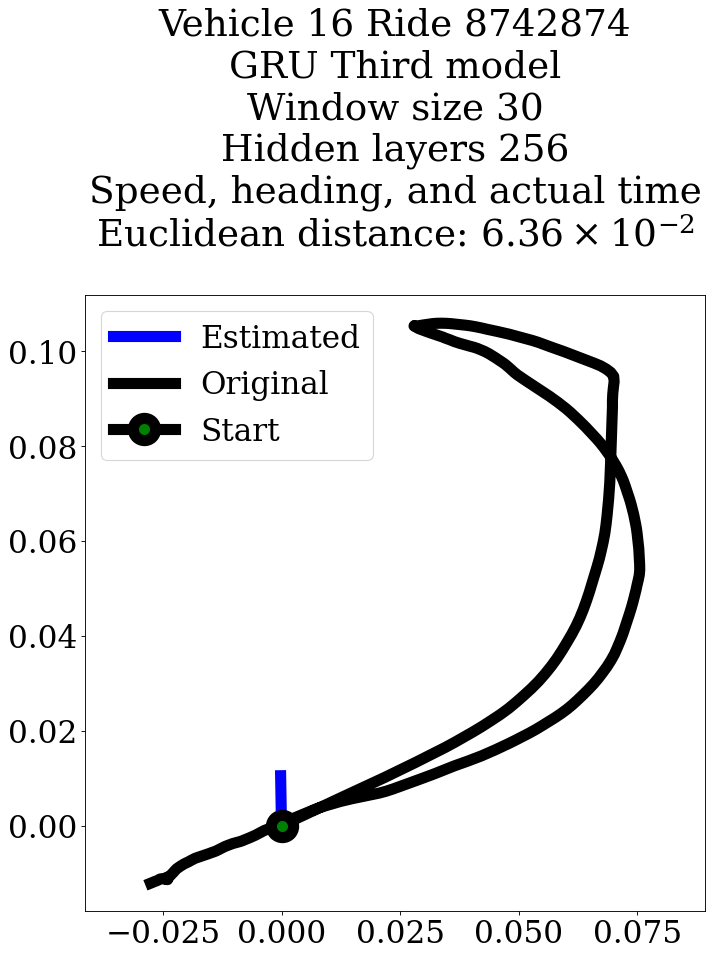 Vehicle 16 Ride 8742874
GRU Third model
Window size 30
Hidden layers 256
Speed, heading, and actual time
Euclidean distance: 6.36 × 10⁻²
Estimated
Original
Start
0.10
0.08
0.06
0.04
0.02
0.00
−0.025 0.000 0.025 0.050 0.075